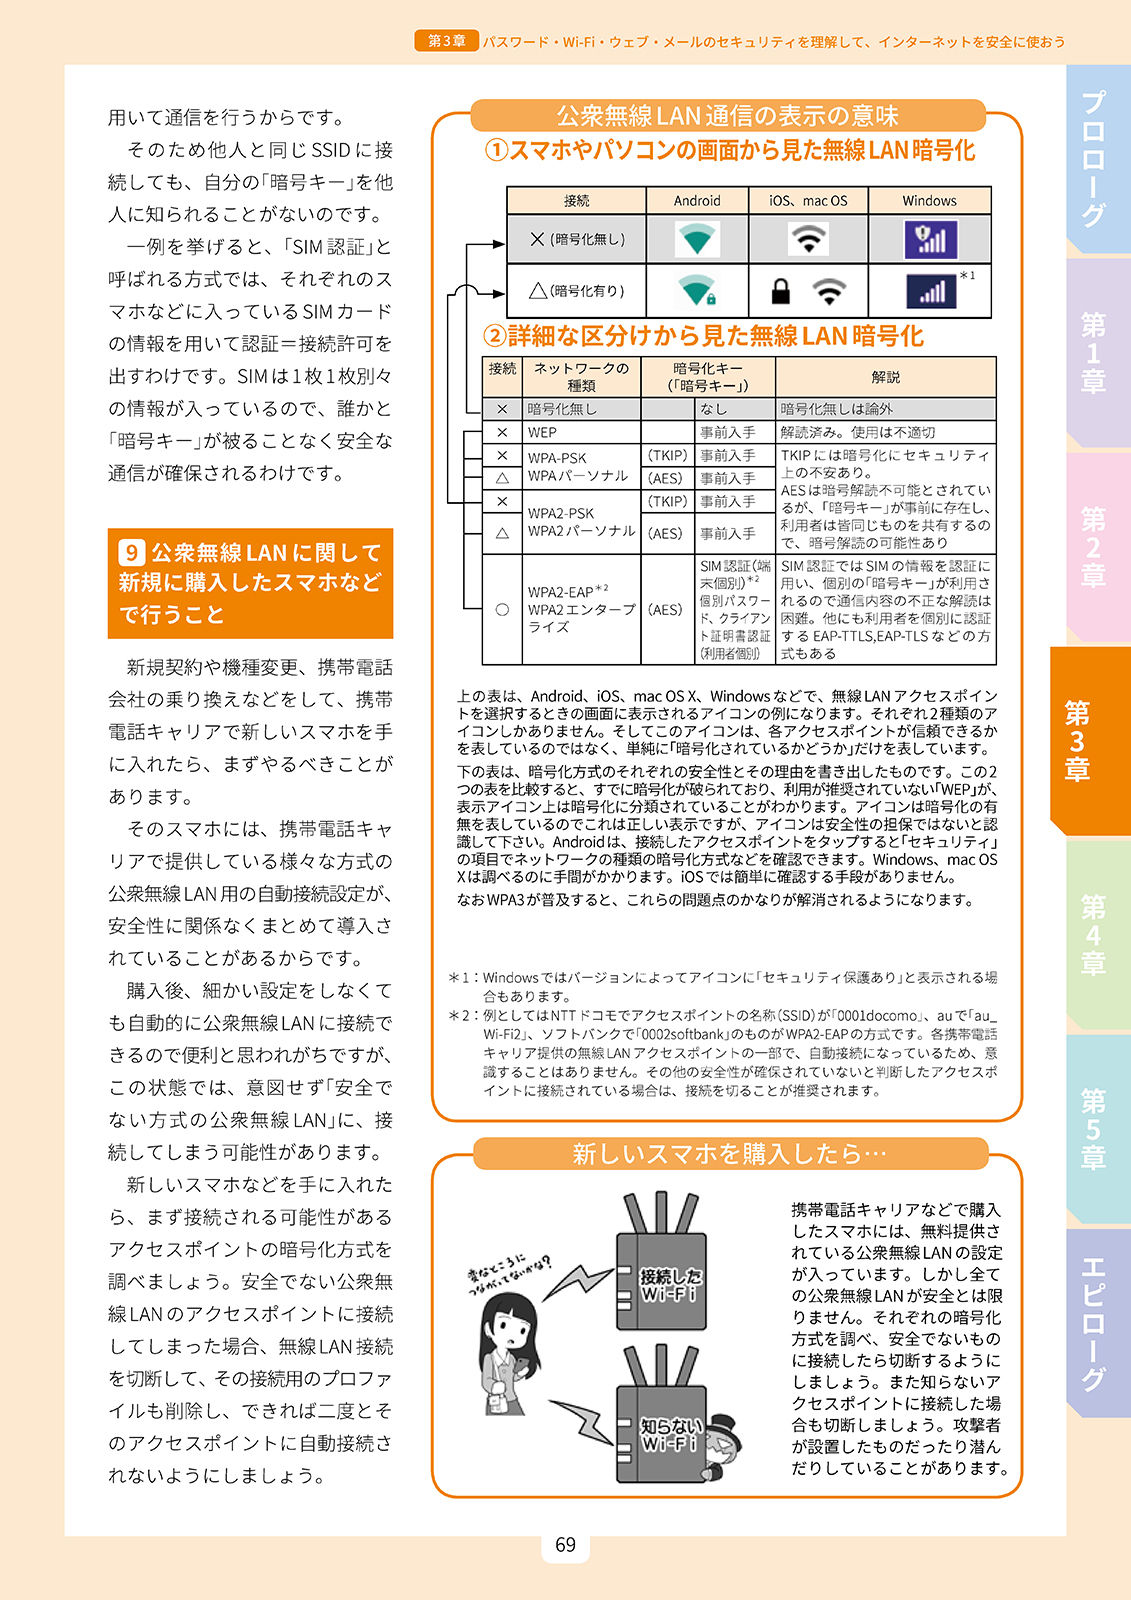 第3章 パスワード・Wi-Fi・ウェブ・メールのセキュリティを理解して、インターネットを安全に使おう
用いて通信を行うからです。
そのため他人と同じSSIDに接
続しても、自分の「暗号キー」を他
人に知られることがないのです。
一例を挙げると、「SIM認証」と
呼ばれる方式では、それぞれのス
マホなどに入っているSIMカード
の情報を用いて認証＝接続許可を
出すわけです。SIMは1枚1枚別々
の情報が入っているので、誰かと
「暗号キー」が被ることなく安全な
通信が確保されるわけです。
9 公衆無線LANに関して
新規に購入したスマホなど
で行うこと
新規契約や機種変更、携帯電話
会社の乗り換えなどをして、携帯
電話キャリアで新しいスマホを手
に入れたら、まずやるべきことが
あります。
そのスマホには、携帯電話キャ
リアで提供している様々な方式の
公衆無線LAN用の自動接続設定が、
安全性に関係なくまとめて導入さ
れていることがあるからです。
購入後、細かい設定をしなくて
も自動的に公衆無線LANに接続で
きるので便利と思われがちですが、
この状態では、意図せず「安全で
ない方式の公衆無線LAN」に、接
続してしまう可能性があります。
新しいスマホなどを手に入れた
ら、まず接続される可能性がある
アクセスポイントの暗号化方式を
調べましょう。安全でない公衆無
線LANのアクセスポイントに接続
してしまった場合、無線LAN接続
を切断して、その接続用のプロファ
イルも削除し、できれば二度とそ
のアクセスポイントに自動接続さ
れないようにしましょう。
公衆無線LAN通信の表示の意味
①スマホやパソコンの画面から見た無線LAN暗号化
接続 Android iOS、mac OS Windows
×(暗号化無し)
△(暗号化有り) ＊1
②詳細な区分けから見た無線LAN暗号化
接続 ネットワークの種類 暗号化キー（「暗号キー」） 解説
× 暗号化無し なし 暗号化無しは論外
× WEP 事前入手 解読済み。使用は不適切
× WPA-PSK （TKIP） 事前入手 TKIPには暗号化にセキュリティ
△ WPAパーソナル （AES） 事前入手 上の不安あり。
× WPA2-PSK （TKIP） 事前入手 AESは暗号解読不可能とされてい
るが、「暗号キー」が事前に存在し、
△ WPA2パーソナル （AES） 事前入手 利用者は皆同じものを共有するの
で、暗号解読の可能性あり
○ WPA2-EAP＊2 WPA2エンタープライズ （AES）
SIM認証（端
末個別）＊2
個別パスワー
ド、クライアン
ト証明書認証
（利用者個別）
SIM認証ではSIMの情報を認証に
用い、個別の「暗号キー」が利用さ
れるので通信内容の不正な解読は
困難。他にも利用者を個別に認証
するEAP-TTLS,EAP-TLSなどの方
式もある
上の表は、Android、iOS、mac OS X、Windowsなどで、無線LANアクセスポイン
トを選択するときの画面に表示されるアイコンの例になります。それぞれ2種類のア
イコンしかありません。そしてこのアイコンは、各アクセスポイントが信頼できるか
を表しているのではなく、単純に「暗号化されているかどうか」だけを表しています。
下の表は、暗号化方式のそれぞれの安全性とその理由を書き出したものです。この2
つの表を比較すると、すでに暗号化が破られており、利用が推奨されていない「WEP」が、
表示アイコン上は暗号化に分類されていることがわかります。アイコンは暗号化の有
無を表しているのでこれは正しい表示ですが、アイコンは安全性の担保ではないと認
識して下さい。Androidは、接続したアクセスポイントをタップすると「セキュリティ」
の項目でネットワークの種類の暗号化方式などを確認できます。Windows、mac OS
Xは調べるのに手間がかかります。iOSでは簡単に確認する手段がありません。
なおWPA3が普及すると、これらの問題点のかなりが解消されるようになります。
＊1：Windowsではバージョンによってアイコンに「セキュリティ保護あり」と表示される場
合もあります。
＊2：例としてはNTTドコモでアクセスポイントの名称（SSID）が「0001docomo」、auで「au_
Wi-Fi2」、ソフトバンクで「0002softbank」のものがWPA2-EAPの方式です。各携帯電話
キャリア提供の無線LANアクセスポイントの一部で、自動接続になっているため、意
識することはありません。その他の安全性が確保されていないと判断したアクセスポ
イントに接続されている場合は、接続を切ることが推奨されます。
新しいスマホを購入したら…
変なところに
つながってないかな?
接続した
Wi-Fi
知らない
Wi-Fi
携帯電話キャリアなどで購入
したスマホには、無料提供さ
れている公衆無線LANの設定
が入っています。しかし全て
の公衆無線LANが安全とは限
りません。それぞれの暗号化
方式を調べ、安全でないもの
に接続したら切断するように
しましょう。また知らないア
クセスポイントに接続した場
合も切断しましょう。攻撃者
が設置したものだったり潜ん
だりしていることがあります。
プロローグ
第1章
第2章
第3章
第4章
第5章
エピローグ
69